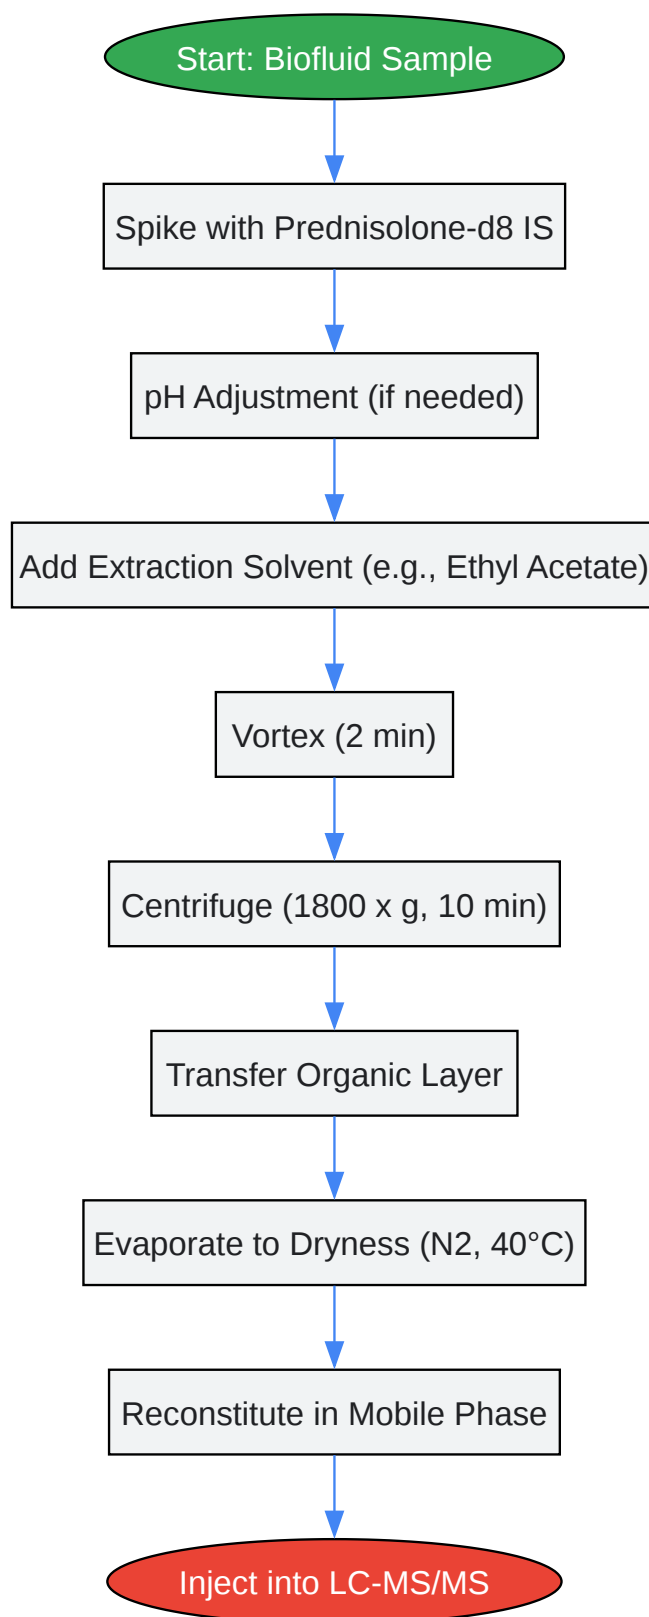 Start: Biofluid Sample
Spike with Prednisolone-d8 IS
pH Adjustment (if needed)
Add Extraction Solvent (e.g., Ethyl Acetate)
Vortex (2 min)
Centrifuge (1800 x g, 10 min)
Transfer Organic Layer
Evaporate to Dryness (N2, 40°C)
Reconstitute in Mobile Phase
Inject into LC-MS/MS